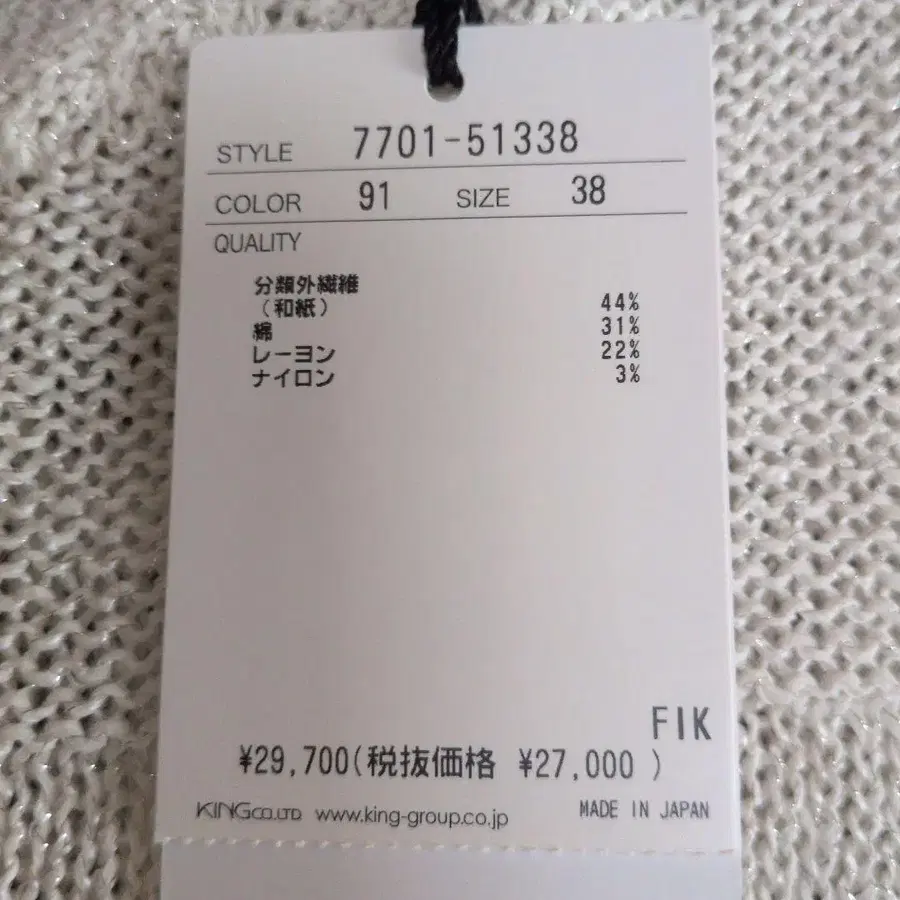 STYLE 7701-51338
COLOR 91 SIZE 38
QUALITY
分類外繊維
（和紙） 44%
綿 31%
レーヨン 22%
ナイロン 3%
FIK
¥29,700(税抜価格 ¥27,000 )
KING CO.,LTD www.king-group.co.jp MADE IN JAPAN